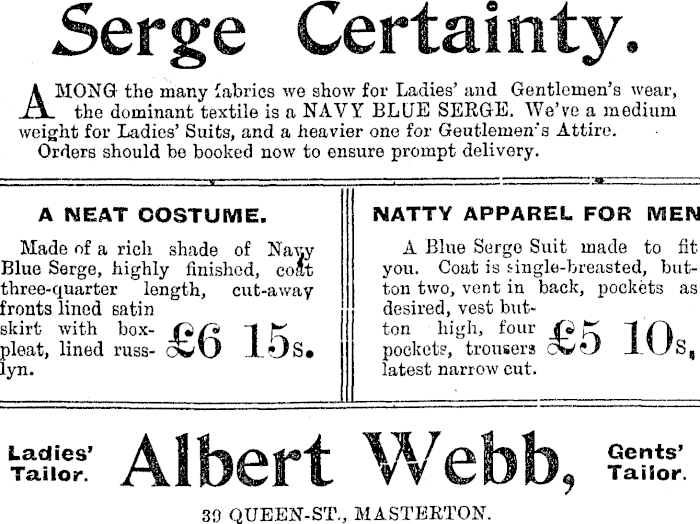 Serge Certainty.
AMONG the many fabrics we show for Ladies' and Gentlemen's wear,
the dominant textile is a NAVY BLUE SERGE. We've a medium
weight for Ladies' Suits, and a heavier one for Gentlemen's Attire.
Orders should be booked now to ensure prompt delivery.
A NEAT COSTUME.
Made of a rich shade of Navy
Blue Serge, highly finished, coat
three-quarter length, cut-away
fronts lined satin
skirt with box-
pleat, lined russ-
lyn.
£6 15s.
NATTY APPAREL FOR MEN
A Blue Serge Suit made to fit
you. Coat is single-breasted, but-
ton two, vent in back, pockets as
desired, vest but-
ton high, four
pockets, trousers
latest narrow cut.
£5 10s,
Ladies'
Tailor.
Albert Webb,
Gents'
Tailor.
39 QUEEN-ST., MASTERTON.